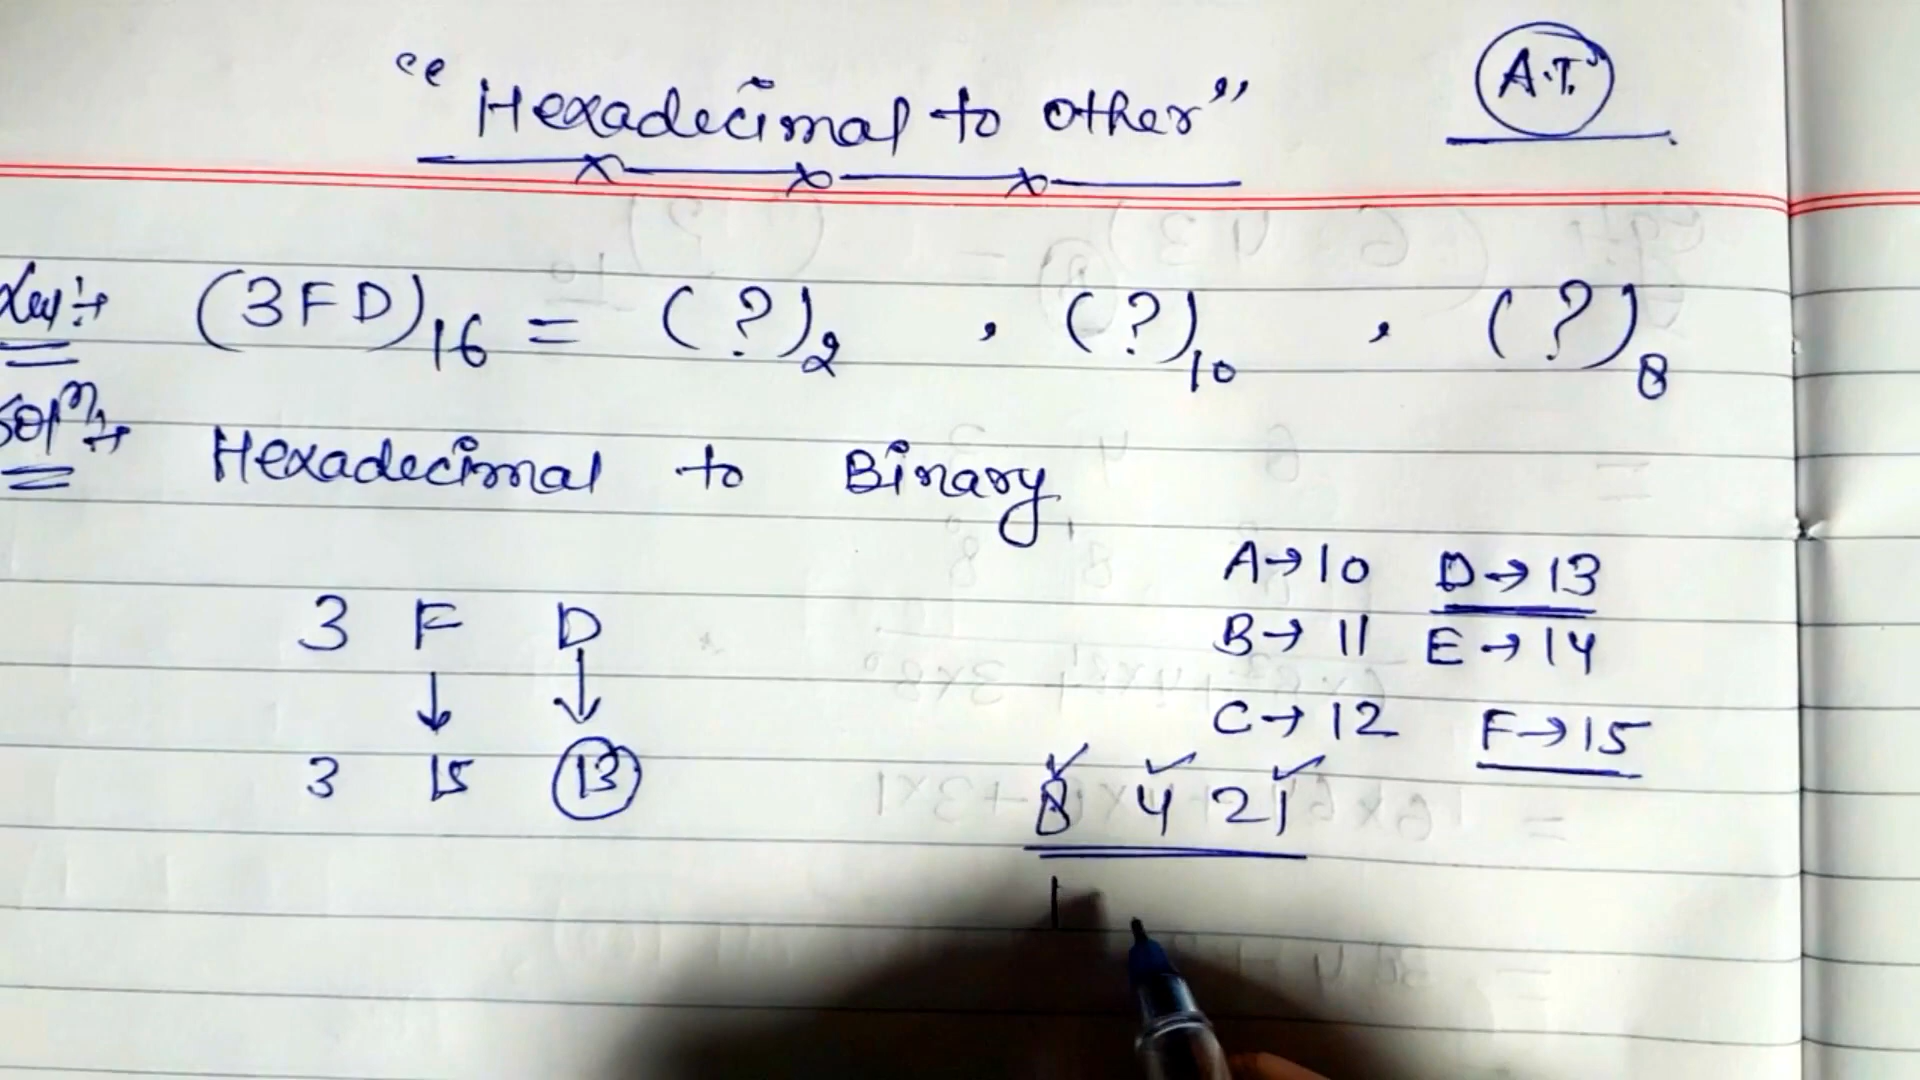 "Hexadecimal to other" A.T.
(3FD)16 = (?)2 , (?)10 , (?)8
Solⁿ:→ Hexadecimal to Binary
A→10 D→13
3 F D B→11 E→14
↓ ↓ C→12 F→15
3 15 13 8 4 2 1
1